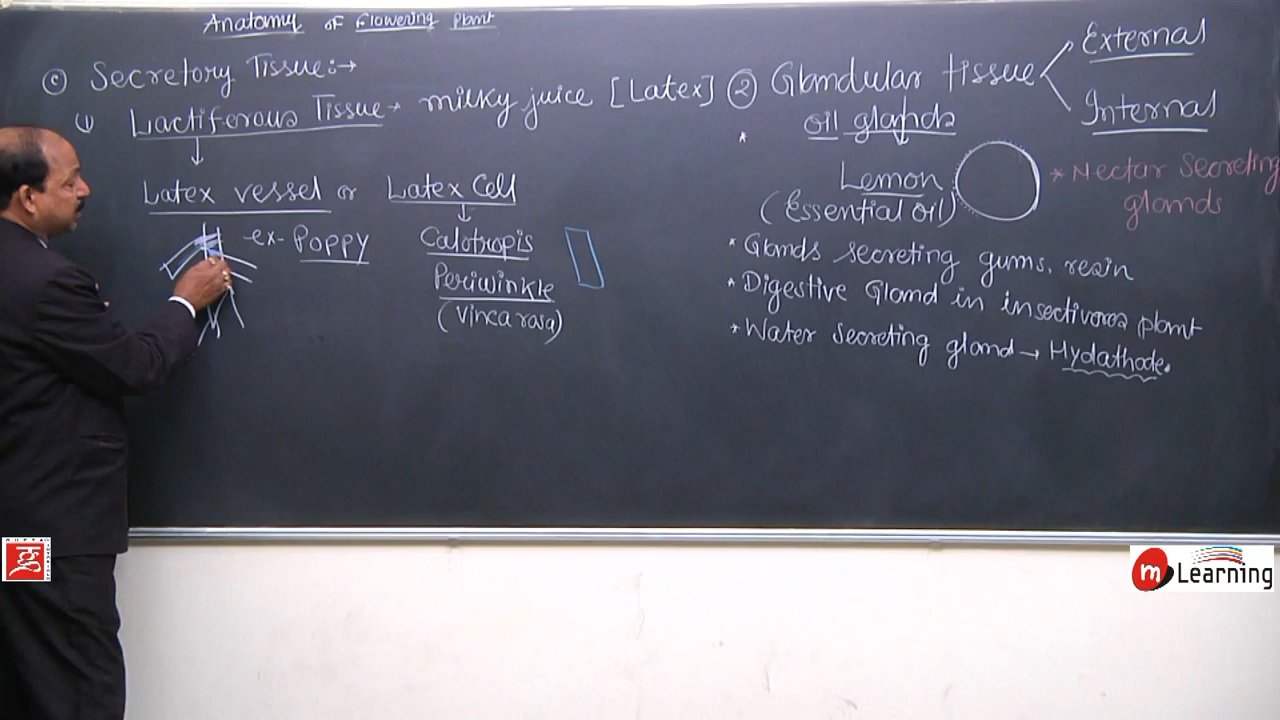 Anatomy of Flowering Plant
(C) Secretory Tissue:→
(1) Lactiferous Tissue → milky juice [Latex]
Latex vessel or Latex Cell
ex- Poppy
Calotropis
Periwinkle
(Vinca rosa)
(2) Glandular tissue
External
Internal
* oil glands
Lemon
(Essential oil)
* Nectar secreting
glands
* Glands secreting gums, resin
* Digestive Gland in insectivores plant
* Water secreting gland → Hydathode.
m Learning